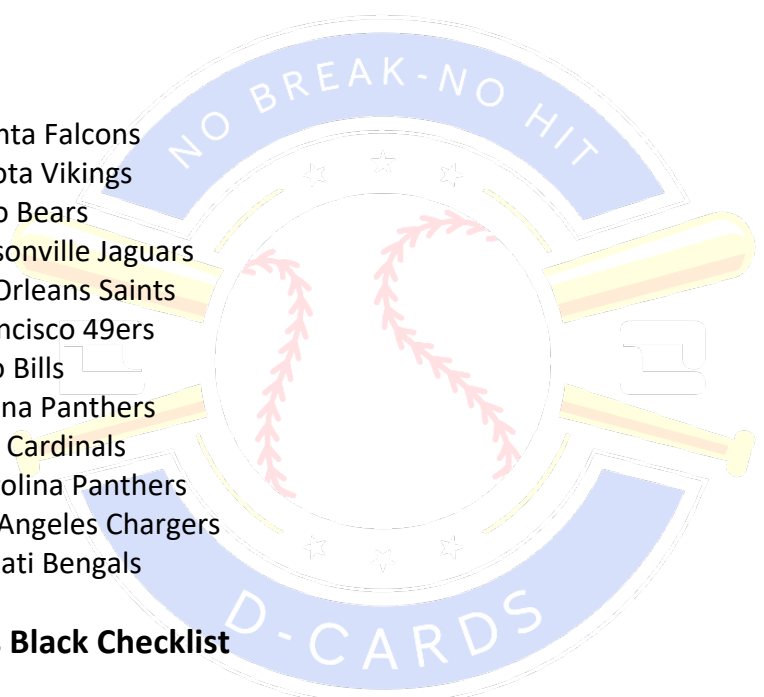 NO BREAK-NO HIT
nta Falcons
ota Vikings
o Bears
sonville Jaguars
Orleans Saints
ncisco 49ers
o Bills
na Panthers
Cardinals
olina Panthers
Angeles Chargers
ati Bengals
D-CARDS
Black Checklist